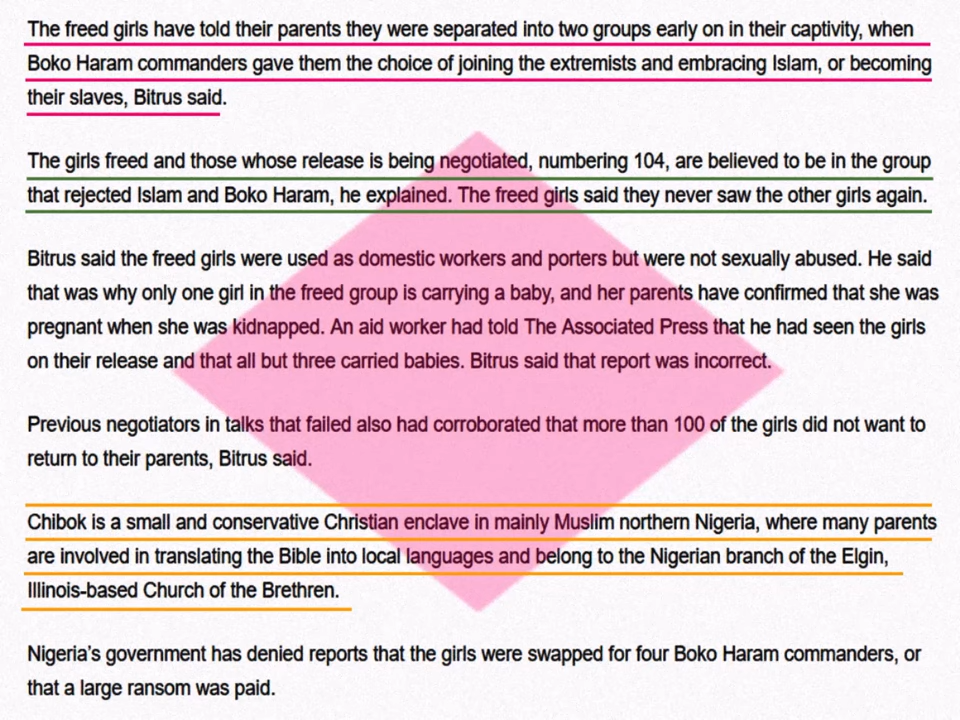 The freed girls have told their parents they were separated into two groups early on in their captivity, when
Boko Haram commanders gave them the choice of joining the extremists and embracing Islam, or becoming
their slaves, Bitrus said.
The girls freed and those whose release is being negotiated, numbering 104, are believed to be in the group
that rejected Islam and Boko Haram, he explained. The freed girls said they never saw the other girls again.
Bitrus said the freed girls were used as domestic workers and porters but were not sexually abused. He said
that was why only one girl in the freed group is carrying a baby, and her parents have confirmed that she was
pregnant when she was kidnapped. An aid worker had told The Associated Press that he had seen the girls
on their release and that all but three carried babies. Bitrus said that report was incorrect.
Previous negotiators in talks that failed also had corroborated that more than 100 of the girls did not want to
return to their parents, Bitrus said.
Chibok is a small and conservative Christian enclave in mainly Muslim northern Nigeria, where many parents
are involved in translating the Bible into local languages and belong to the Nigerian branch of the Elgin,
Illinois-based Church of the Brethren.
Nigeria’s government has denied reports that the girls were swapped for four Boko Haram commanders, or
that a large ransom was paid.